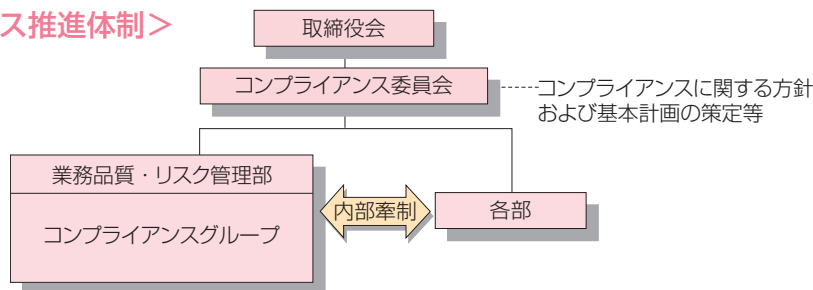 ス推進体制＞
取締役会
コンプライアンス委員会
コンプライアンスに関する方針
および基本計画の策定等
業務品質・リスク管理部
コンプライアンスグループ
内部牽制
各部